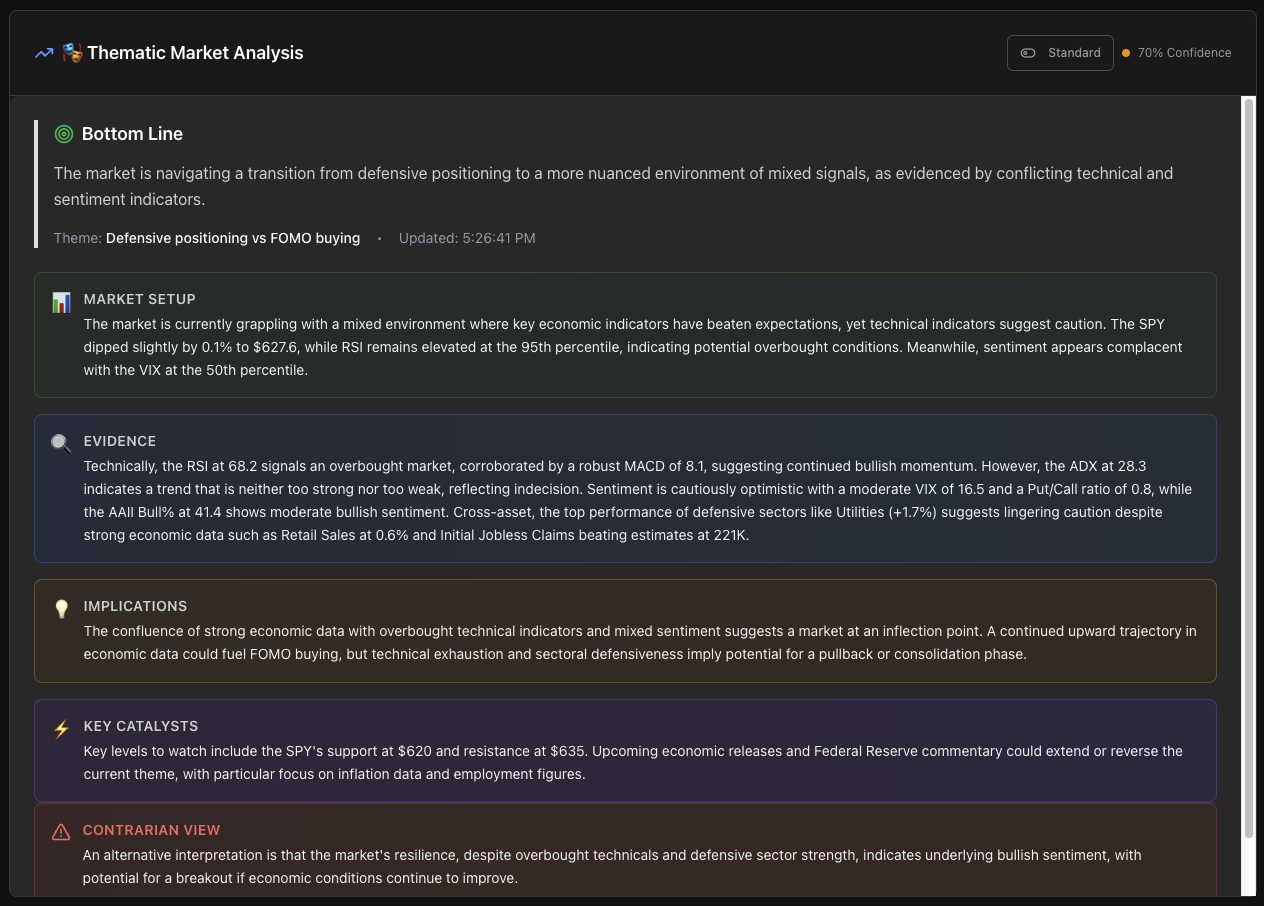 Thematic Market Analysis
Standard
70% Confidence
Bottom Line
The market is navigating a transition from defensive positioning to a more nuanced environment of mixed signals, as evidenced by conflicting technical and
sentiment indicators.
Theme: Defensive positioning vs FOMO buying • Updated: 5:26:41 PM
MARKET SETUP
The market is currently grappling with a mixed environment where key economic indicators have beaten expectations, yet technical indicators suggest caution. The SPY
dipped slightly by 0.1% to $627.6, while RSI remains elevated at the 95th percentile, indicating potential overbought conditions. Meanwhile, sentiment appears complacent
with the VIX at the 50th percentile.
EVIDENCE
Technically, the RSI at 68.2 signals an overbought market, corroborated by a robust MACD of 8.1, suggesting continued bullish momentum. However, the ADX at 28.3
indicates a trend that is neither too strong nor too weak, reflecting indecision. Sentiment is cautiously optimistic with a moderate VIX of 16.5 and a Put/Call ratio of 0.8, while
the AAII Bull% at 41.4 shows moderate bullish sentiment. Cross-asset, the top performance of defensive sectors like Utilities (+1.7%) suggests lingering caution despite
strong economic data such as Retail Sales at 0.6% and Initial Jobless Claims beating estimates at 221K.
IMPLICATIONS
The confluence of strong economic data with overbought technical indicators and mixed sentiment suggests a market at an inflection point. A continued upward trajectory in
economic data could fuel FOMO buying, but technical exhaustion and sectoral defensiveness imply potential for a pullback or consolidation phase.
KEY CATALYSTS
Key levels to watch include the SPY's support at $620 and resistance at $635. Upcoming economic releases and Federal Reserve commentary could extend or reverse the
current theme, with particular focus on inflation data and employment figures.
CONTRARIAN VIEW
An alternative interpretation is that the market's resilience, despite overbought technicals and defensive sector strength, indicates underlying bullish sentiment, with
potential for a breakout if economic conditions continue to improve.